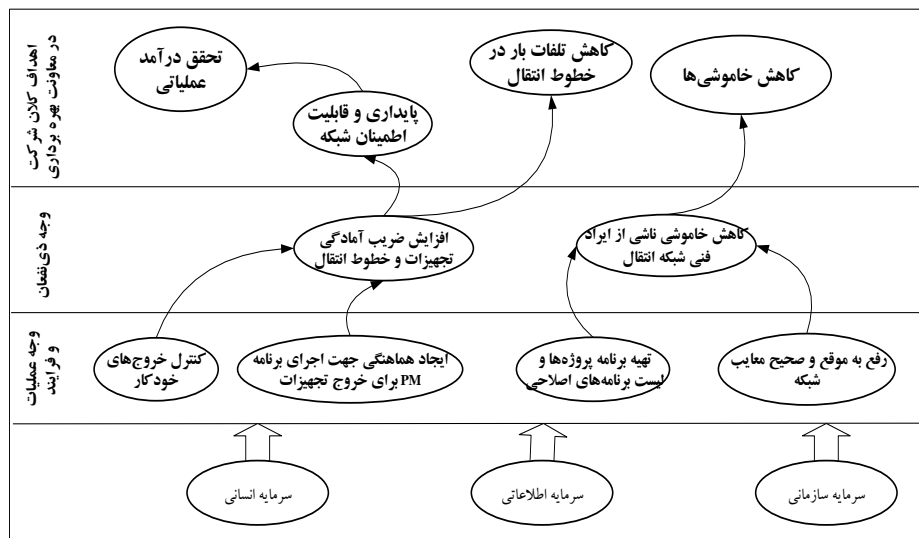 اهداف کلان شرکت
در معاونت بهره برداری
تحقق درآمد
عملیاتی
پایداری و قابلیت
اطمینان شبکه
کاهش تلفات بار در
خطوط انتقال
کاهش خاموشی‌ها
وجه ذی‌نفعان
افزایش ضریب آمادگی
تجهیزات و خطوط انتقال
کاهش خاموشی ناشی از ایراد
فنی شبکه انتقال
وجه عملیات
و فرایند
کنترل خروج‌های
خودکار
ایجاد هماهنگی جهت اجرای برنامه
PM برای خروج تجهیزات
تهیه برنامه پروژه‌ها و
لیست برنامه‌های اصلاحی
رفع به موقع و صحیح معایب
شبکه
سرمایه انسانی
سرمایه اطلاعاتی
سرمایه سازمانی